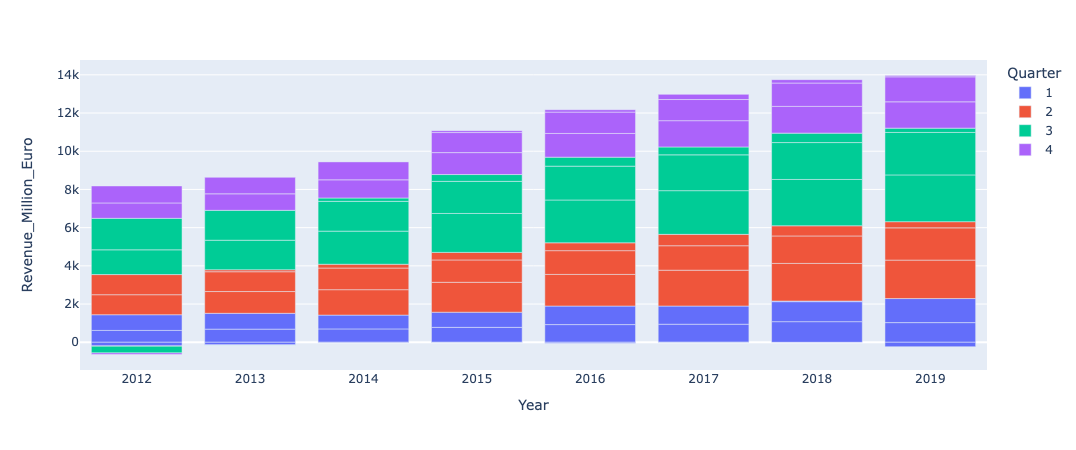 14k
12k
10k
8k
6k
4k
2k
0
Revenue_Million_Euro
2012 2013 2014 2015 2016 2017 2018 2019
Year
Quarter
1
2
3
4